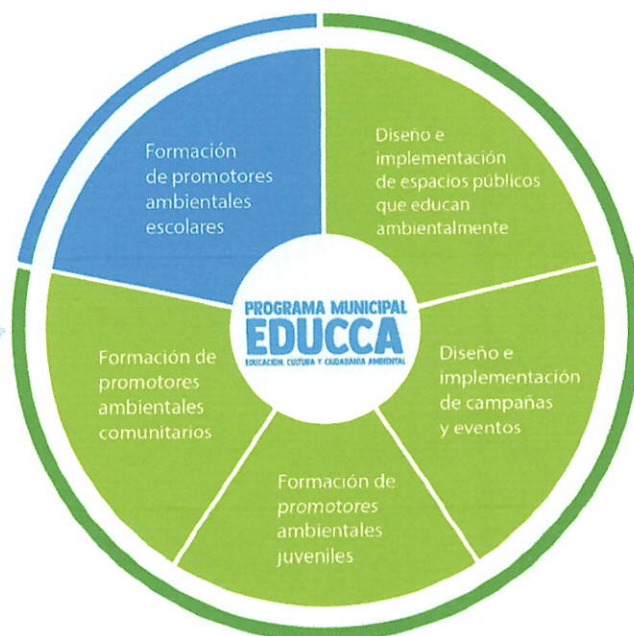 Formación
de promotores
ambientales
escolares
Diseño e
implementación
de espacios públicos
que educan
ambientalmente
PROGRAMA MUNICIPAL
EDUCCA
EDUCACIÓN, CULTURA Y CIUDADANÍA AMBIENTAL
Formación de
promotores
ambientales
comunitarios
Diseño e
implementación
de campañas
y eventos
Formación de
promotores
ambientales
juveniles